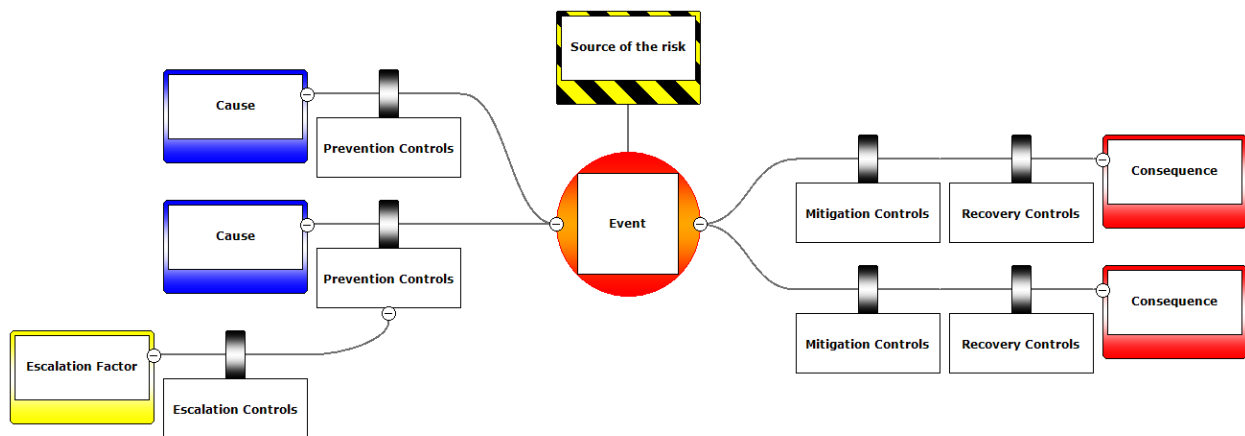 Source of the risk
Cause
Prevention Controls
Cause
Prevention Controls
Escalation Factor
Escalation Controls
Event
Mitigation Controls
Recovery Controls
Consequence
Mitigation Controls
Recovery Controls
Consequence